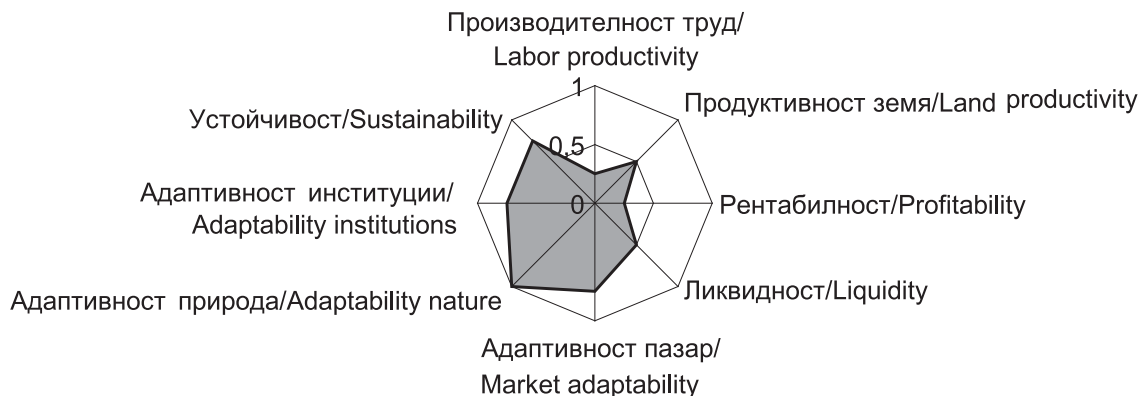 Производителност труд/
Labor productivity
1
Продуктивност земя/Land productivity
Устойчивост/Sustainability
0,5
Адаптивност институции/
Adaptability institutions
0
Рентабилност/Profitability
Адаптивност природа/Adaptability nature
Ликвидност/Liquidity
Адаптивност пазар/
Market adaptability